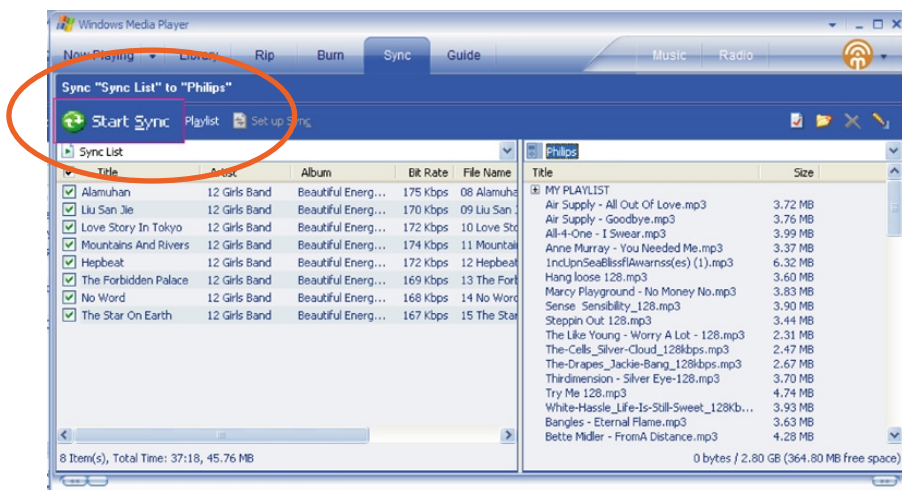 Windows Media Player
Now Playing Library Rip Burn Sync Guide Music Radio
Sync "Sync List" to "Philips"
Start Sync Playlist Set up Sync
Sync List
Title Artist Album Bit Rate File Name
Alamuhan 12 Girls Band Beautiful Energ... 175 Kbps 08 Alamuha
Liu San Jie 12 Girls Band Beautiful Energ... 170 Kbps 09 Liu San
Love Story In Tokyo 12 Girls Band Beautiful Energ... 172 Kbps 10 Love Sto
Mountains And Rivers 12 Girls Band Beautiful Energ... 174 Kbps 11 Mountain
Hepbeat 12 Girls Band Beautiful Energ... 172 Kbps 12 Hepbeat
The Forbidden Palace 12 Girls Band Beautiful Energ... 169 Kbps 13 The Forb
No Word 12 Girls Band Beautiful Energ... 168 Kbps 14 No Word
The Star On Earth 12 Girls Band Beautiful Energ... 167 Kbps 15 The Star
8 Item(s), Total Time: 37:18, 45.76 MB
Philips
Title Size
MY PLAYLIST
Air Supply - All Out Of Love.mp3 3.72 MB
Air Supply - Goodbye.mp3 3.76 MB
All-4-One - I Swear.mp3 3.99 MB
Anne Murray - You Needed Me.mp3 3.37 MB
1ncUpnSeaBlissflAwarnss(es) (1).mp3 6.32 MB
Hang loose 128.mp3 3.60 MB
Marcy Playground - No Money No.mp3 3.83 MB
Sense Sensibility_128.mp3 3.90 MB
Steppin Out 128.mp3 3.44 MB
The Like Young - Worry A Lot - 128.mp3 2.31 MB
The-Cells_Silver-Cloud_128kbps.mp3 2.47 MB
The-Drapes_Jackie-Bang_128kbps.mp3 2.67 MB
Thirdimension - Silver Eye-128.mp3 3.70 MB
Try Me 128.mp3 4.74 MB
White-Hassle_Life-Is-Still-Sweet_128Kb... 3.93 MB
Bangles - Eternal Flame.mp3 3.63 MB
Bette Midler - FromA Distance.mp3 4.28 MB
0 bytes / 2.80 GB (364.80 MB free space)